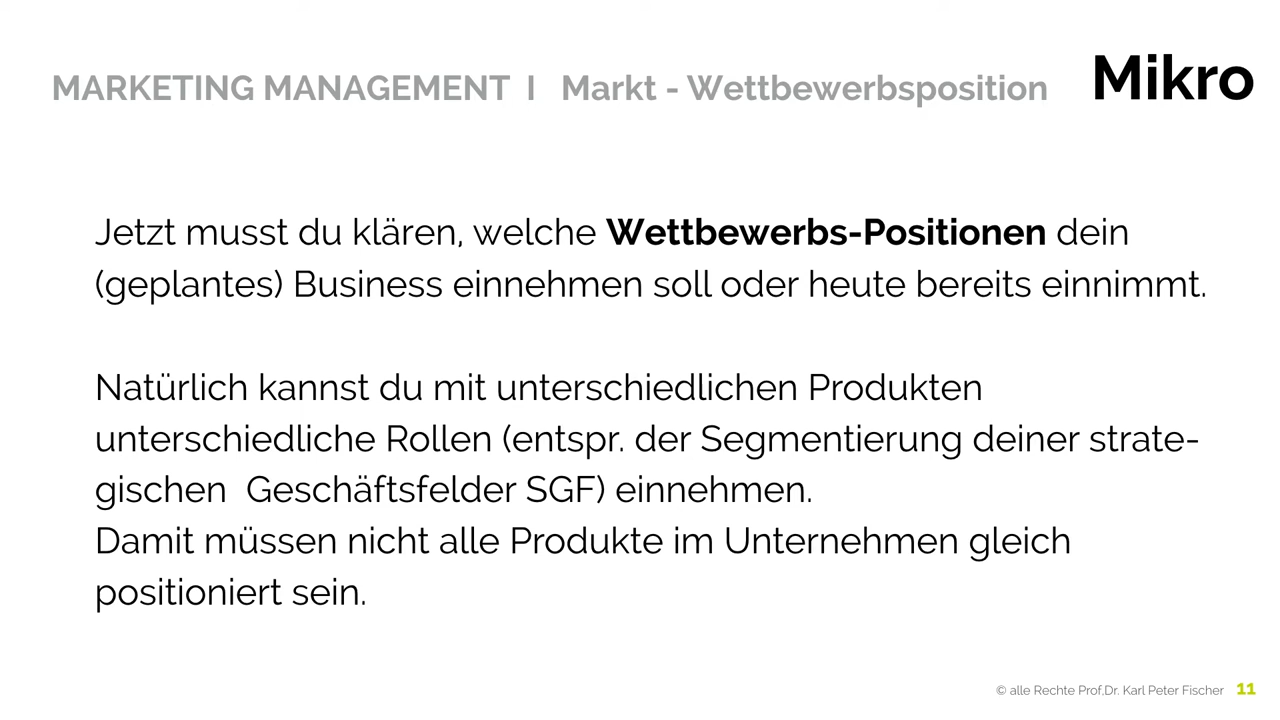 MARKETING MANAGEMENT I Markt - Wettbewerbsposition Mikro
Jetzt musst du klären, welche Wettbewerbs-Positionen dein
(geplantes) Business einnehmen soll oder heute bereits einnimmt.
Natürlich kannst du mit unterschiedlichen Produkten
unterschiedliche Rollen (entspr. der Segmentierung deiner strate-
gischen Geschäftsfelder SGF) einnehmen.
Damit müssen nicht alle Produkte im Unternehmen gleich
positioniert sein.
© alle Rechte Prof.Dr. Karl Peter Fischer 11